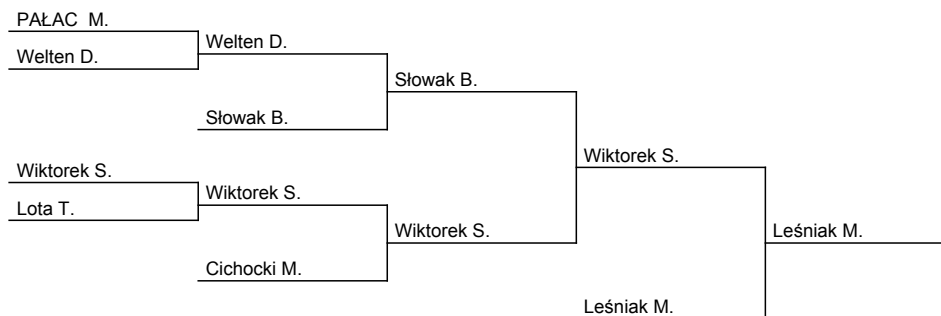 PAŁAC M.
Welten D.
Welten D.
Słowak B.
Słowak B.
Wiktorek S.
Wiktorek S.
Wiktorek S.
Lota T.
Leśniak M.
Wiktorek S.
Cichocki M.
Leśniak M.